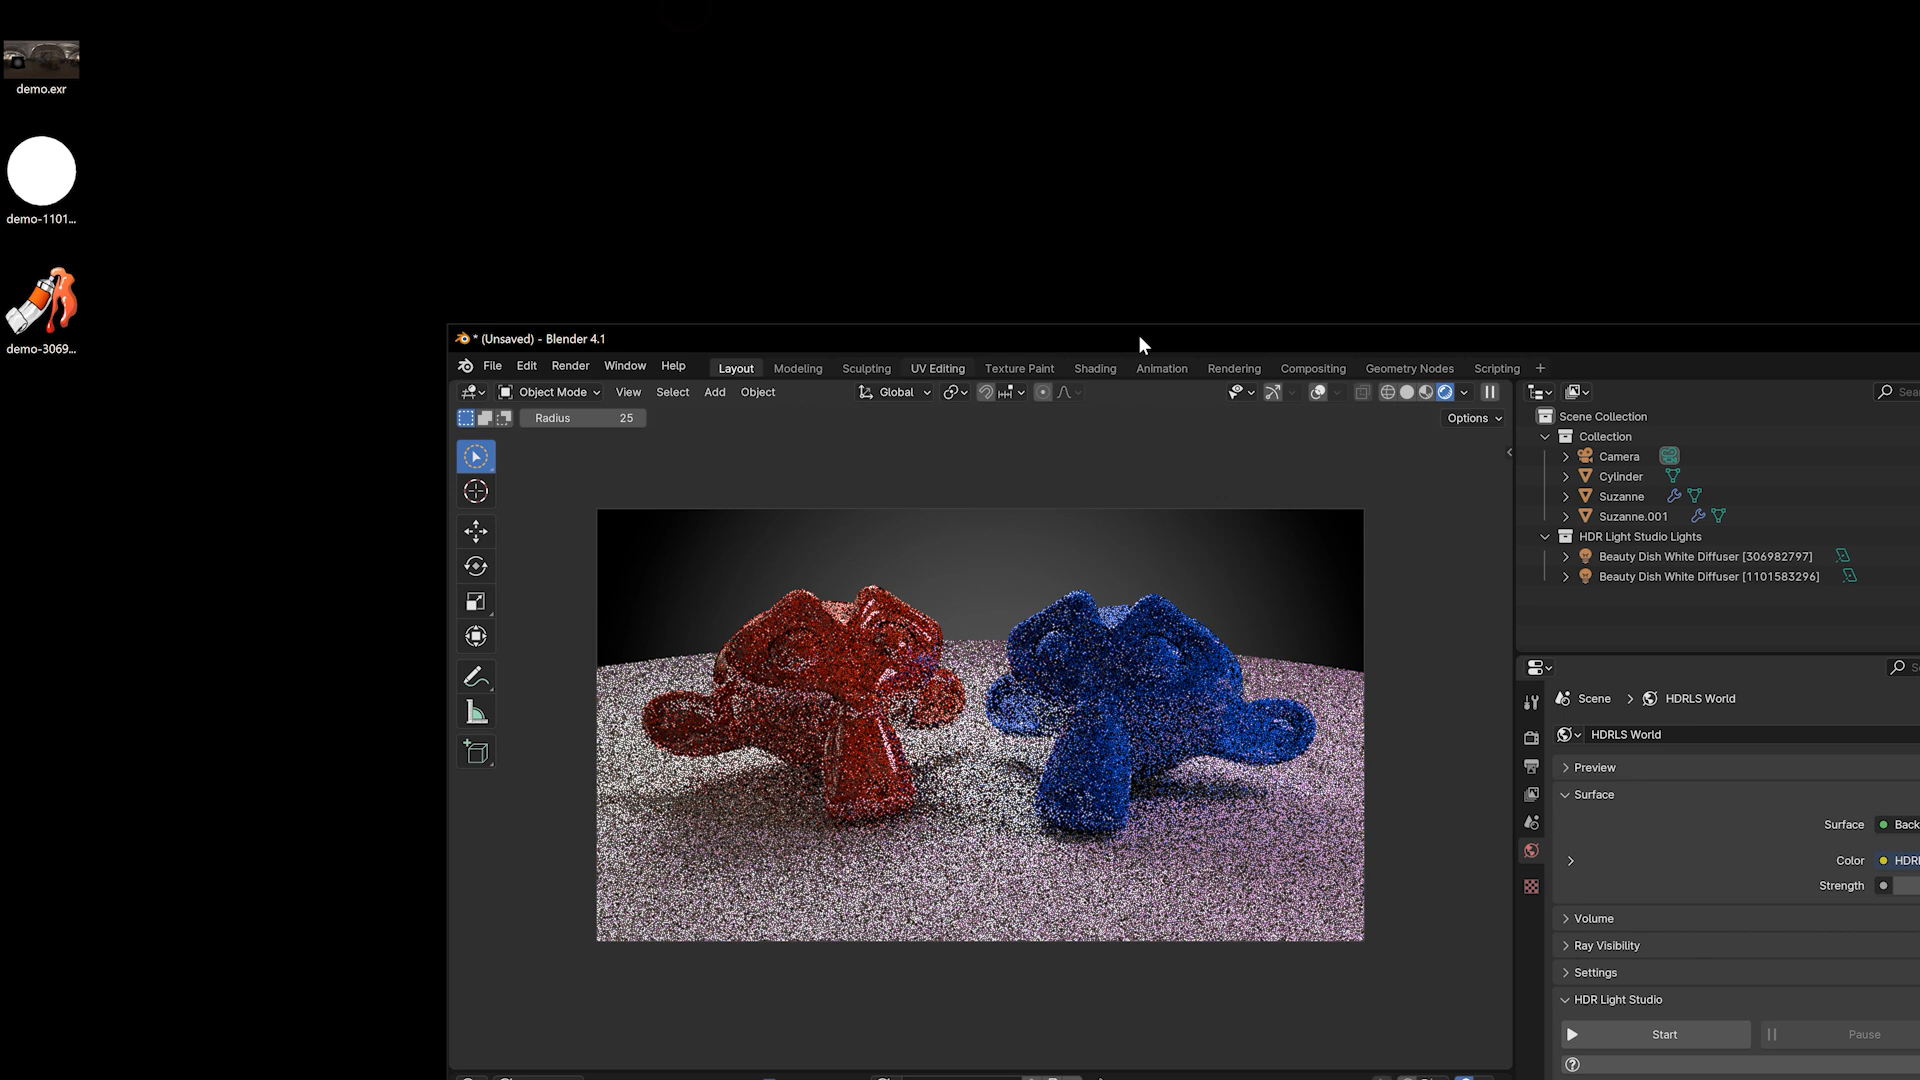 demo.exr
demo-1101...
demo-3069...
* (Unsaved) - Blender 4.1
File Edit Render Window Help Layout Modeling Sculpting UV Editing Texture Paint Shading Animation Rendering Compositing Geometry Nodes Scripting +
Object Mode View Select Add Object Global
Radius 25 Options
Scene Collection
Collection
Camera
Cylinder
Suzanne
Suzanne.001
HDR Light Studio Lights
Beauty Dish White Diffuser [306982797]
Beauty Dish White Diffuser [1101583296]
Scene > HDRLS World
HDRLS World
Preview
Surface
Surface Back
Color HDRL
Strength
Volume
Ray Visibility
Settings
HDR Light Studio
Start Pause